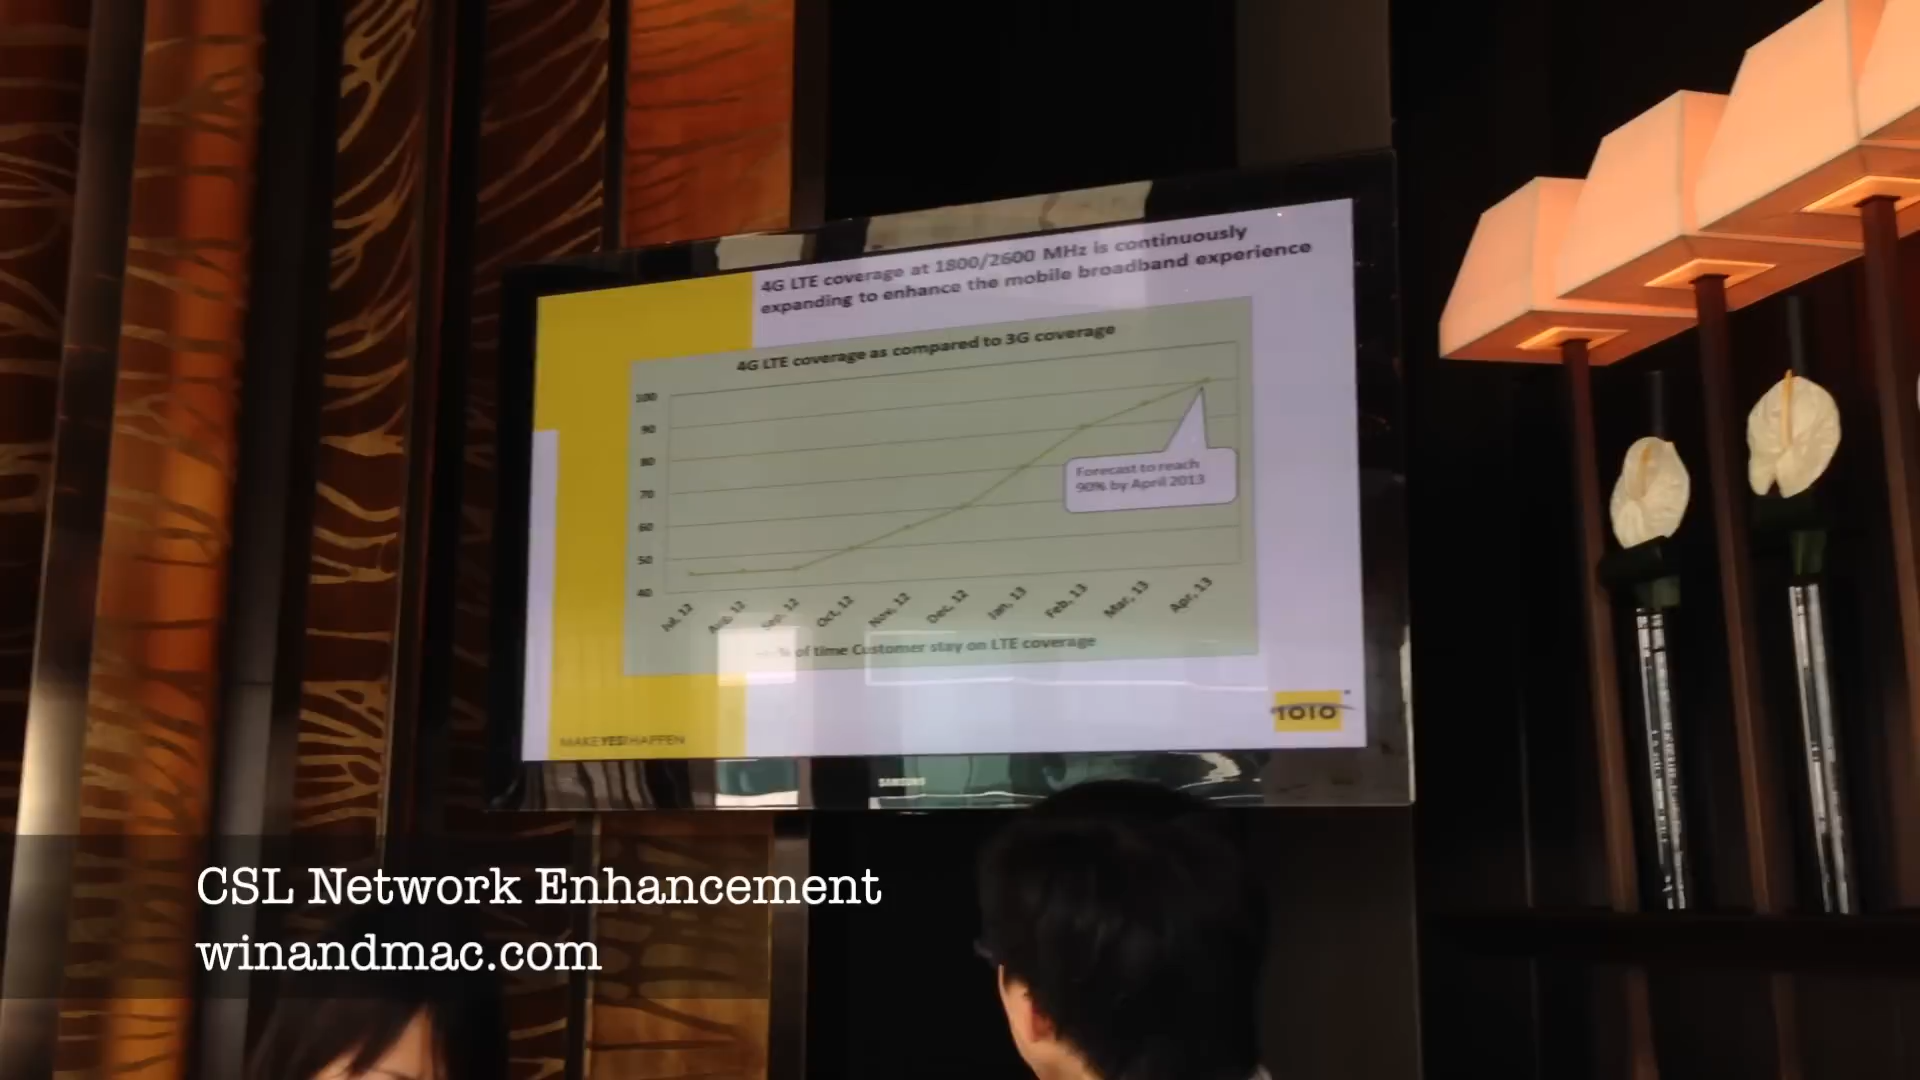 4G LTE coverage at 1800/2600 MHz is continuously
expanding to enhance the mobile broadband experience
4G LTE coverage as compared to 3G coverage
100
90
80
70
60
50
40
Forecast to reach
90% by April 2013
Jul, 12
Aug, 12
Sep, 12
Oct, 12
Nov, 12
Dec, 12
Jan, 13
Feb, 13
Mar, 13
Apr, 13
% of time Customer stay on LTE coverage
1O1O
MAKE YES! HAPPEN
SAMSUNG
CSL Network Enhancement
winandmac.com